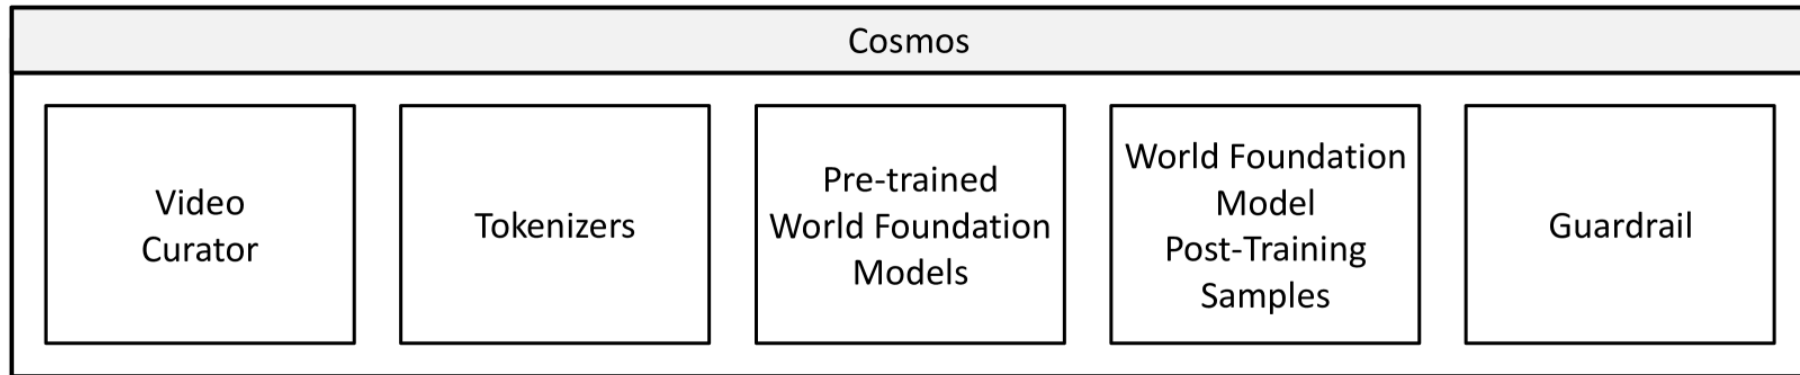 Cosmos
Video
Curator
Tokenizers
Pre-trained
World Foundation
Models
World Foundation
Model
Post-Training
Samples
Guardrail